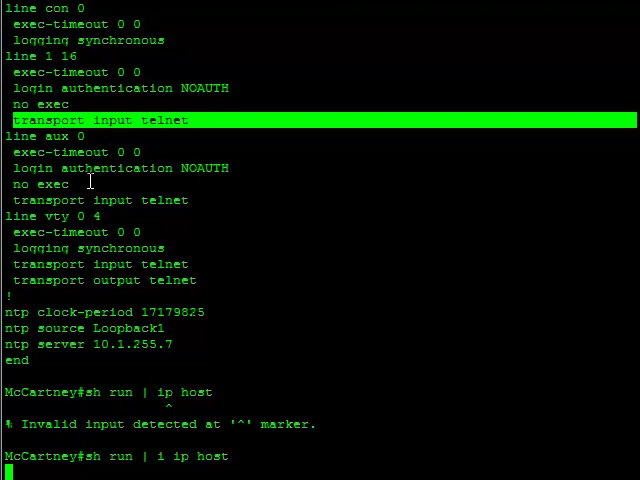 line con 0
 exec-timeout 0 0
 logging synchronous
line 1 16
 exec-timeout 0 0
 login authentication NOAUTH
 no exec
 transport input telnet
line aux 0
 exec-timeout 0 0
 login authentication NOAUTH
 no exec
 transport input telnet
line vty 0 4
 exec-timeout 0 0
 logging synchronous
 transport input telnet
 transport output telnet
!
ntp clock-period 17179825
ntp source Loopback1
ntp server 10.1.255.7
end
McCartney#sh run | ip host
^
% Invalid input detected at '^' marker.
McCartney#sh run | i ip host